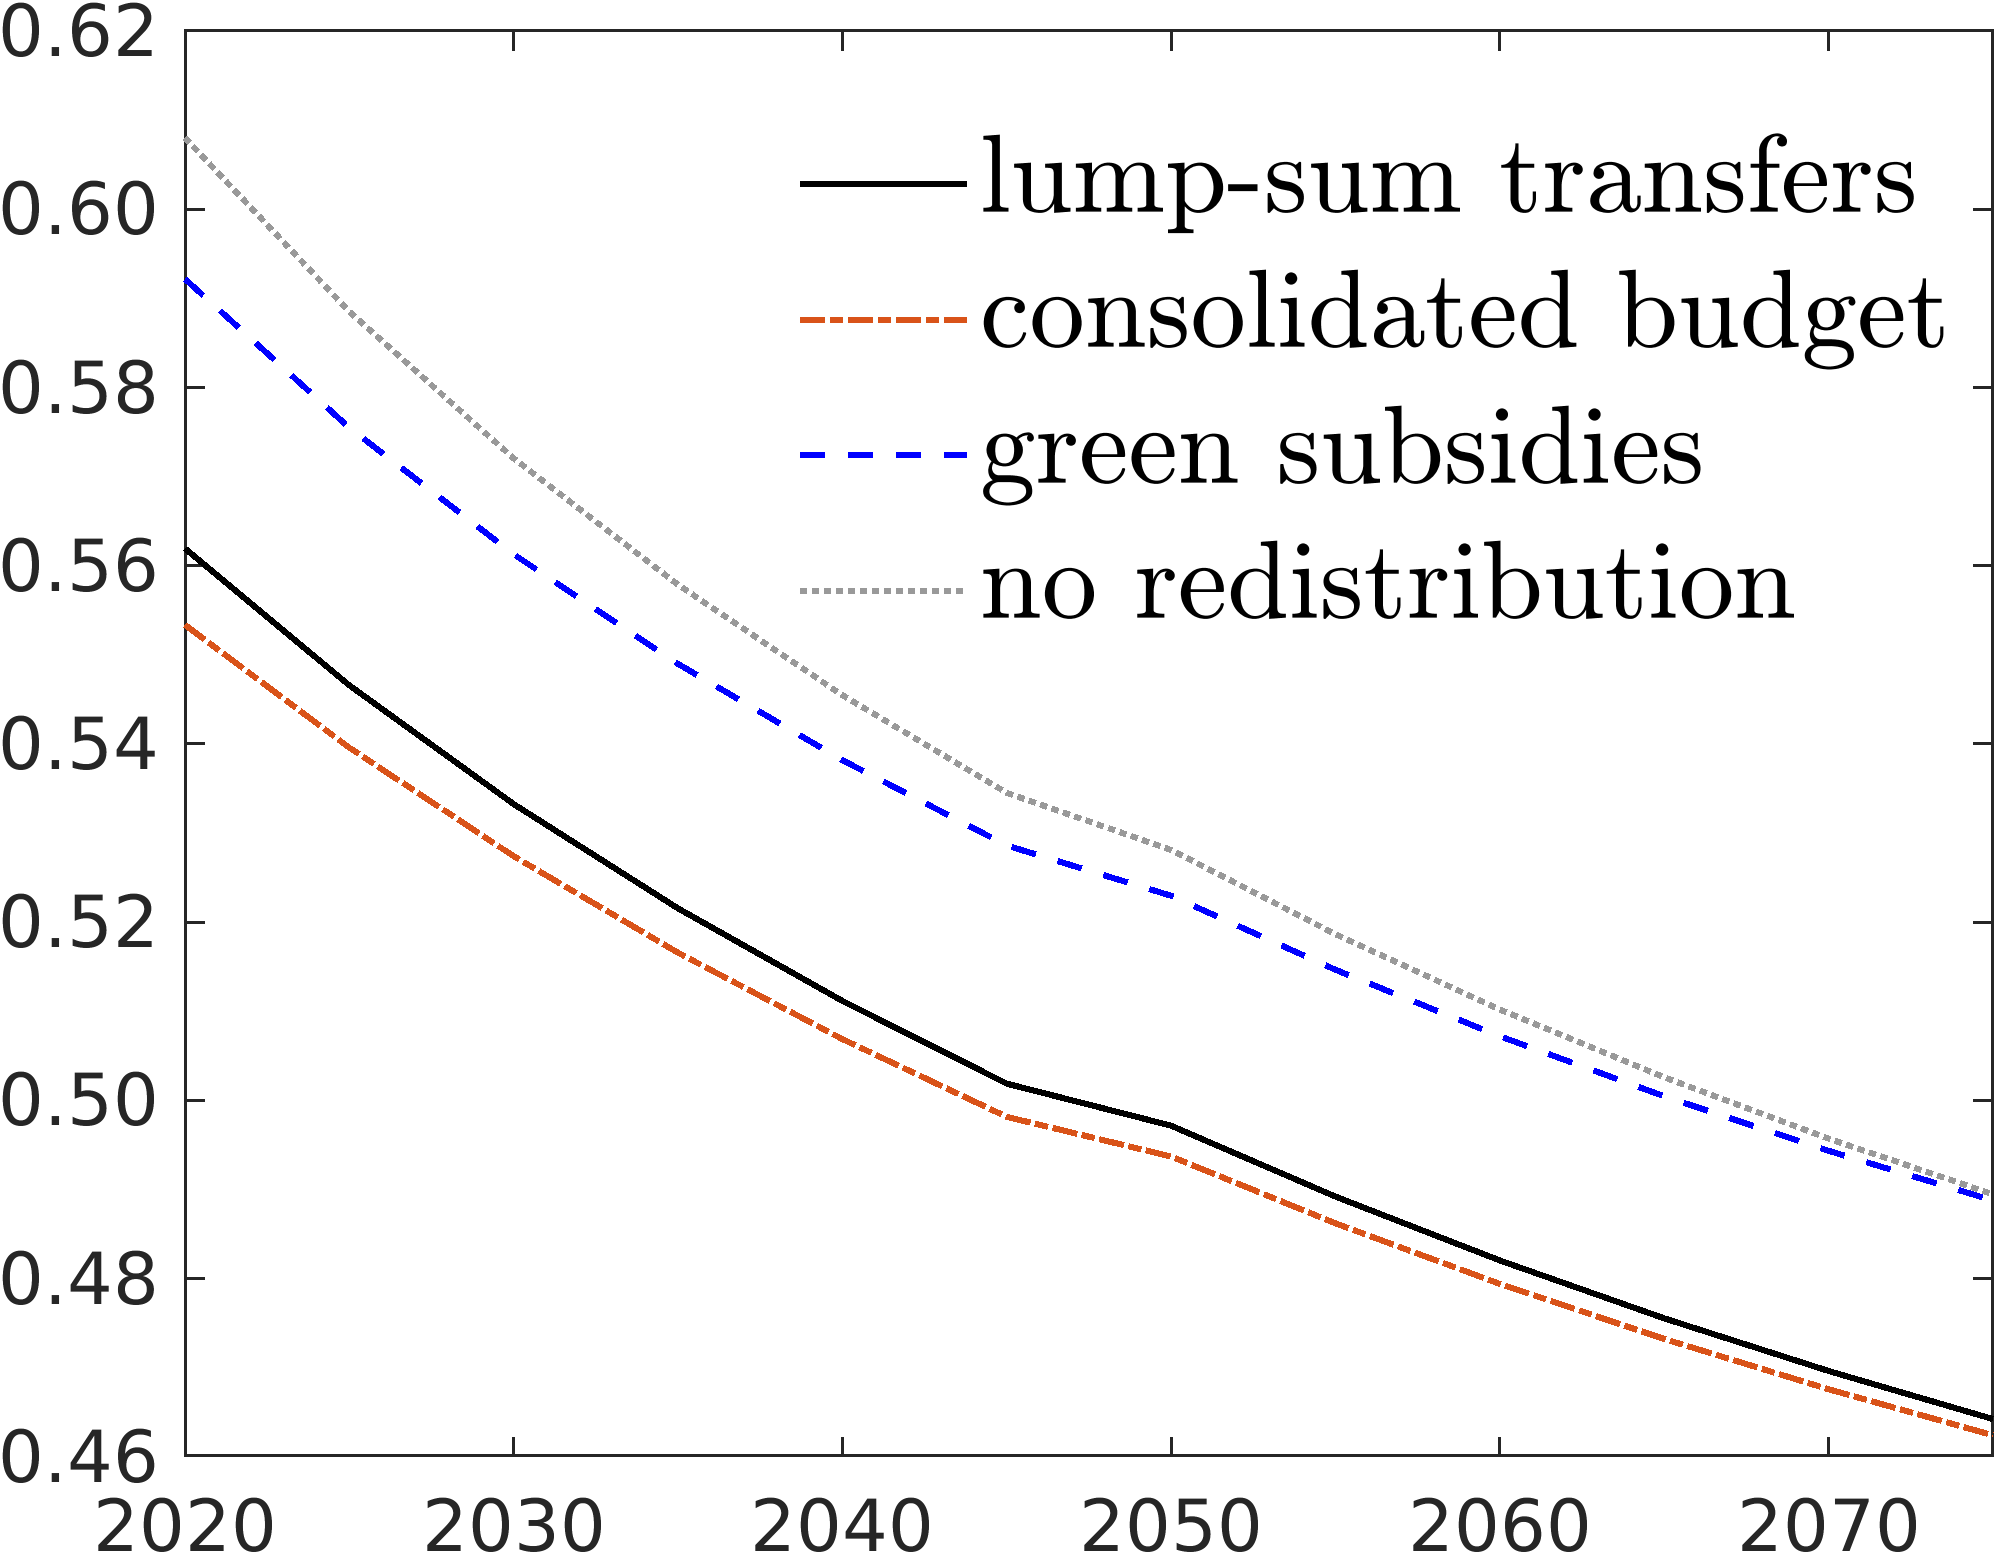 0.62
0.60
0.58
0.56
0.54
0.52
0.50
0.48
0.46
lump-sum transfers
consolidated budget
green subsidies
no redistribution
2020 2030 2040 2050 2060 2070